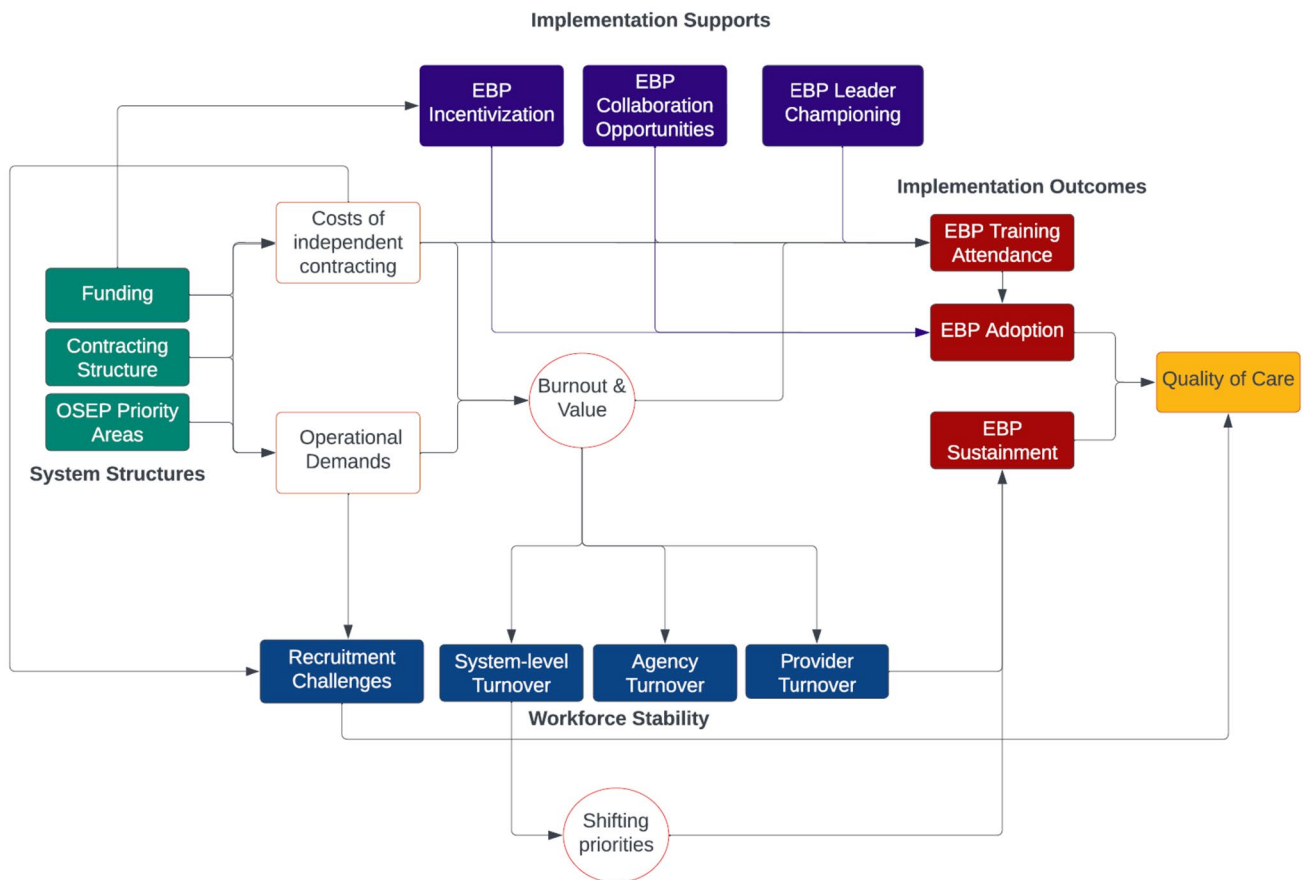 Implementation Supports
EBP
Incentivization
EBP
Collaboration
Opportunities
EBP Leader
Championing
Implementation Outcomes
Costs of
independent
contracting
EBP Training
Attendance
Funding
EBP Adoption
Contracting
Structure
Burnout &
Value
Quality of Care
OSEP Priority
Areas
Operational
Demands
EBP
Sustainment
System Structures
Recruitment
Challenges
System-level
Turnover
Agency
Turnover
Provider
Turnover
Workforce Stability
Shifting
priorities